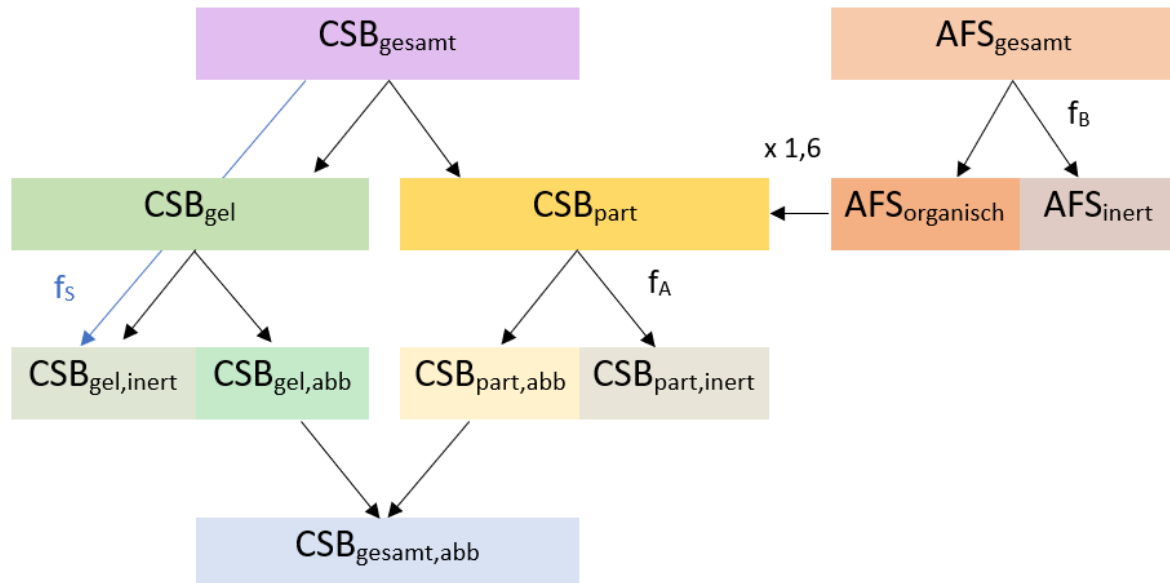 CSBgesamt
AFSgesamt
fB
x 1,6
CSBgel
CSBpart
AFSorganisch
AFSinert
fS
fA
CSBgel,inert
CSBgel,abb
CSBpart,abb
CSBpart,inert
CSBgesamt,abb